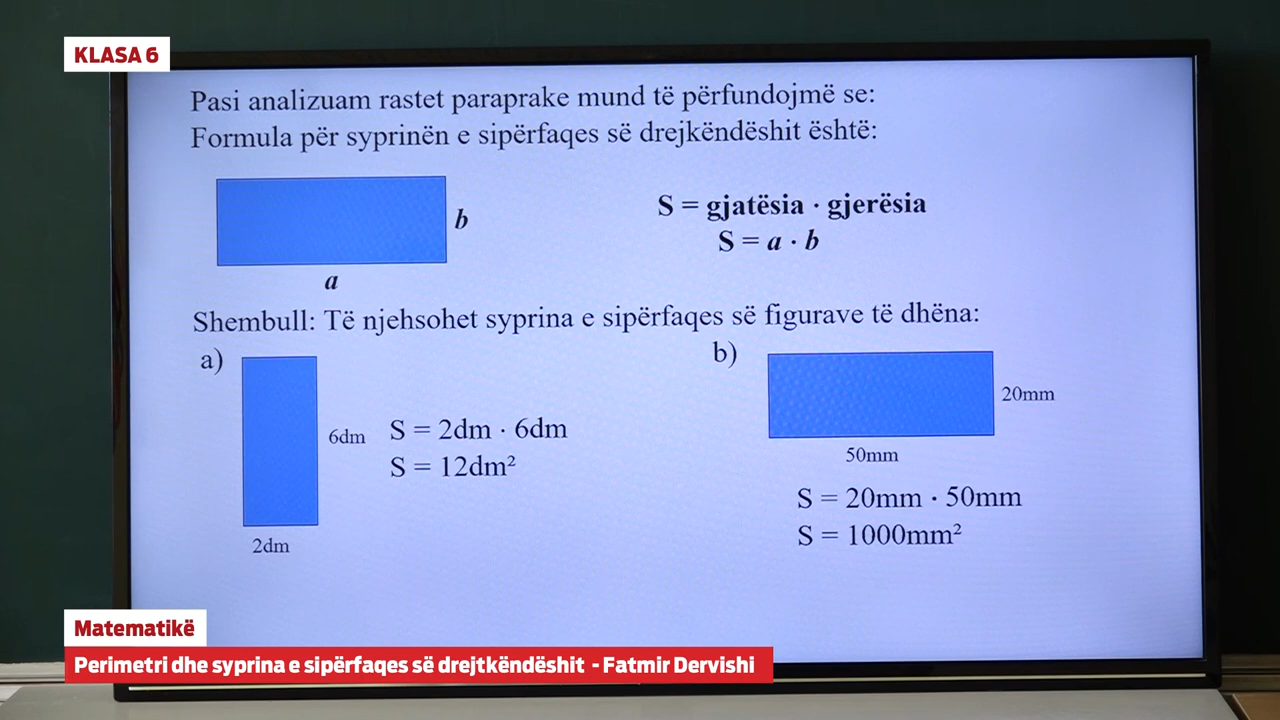 KLASA 6
Pasi analizuam rastet paraprake mund të përfundojmë se:
Formula për syprinën e sipërfaqes së drejkëndëshit është:
b
a
S = gjatësia · gjerësia
S = a · b
Shembull: Të njehsohet syprina e sipërfaqes së figurave të dhëna:
a)
6dm
2dm
S = 2dm · 6dm
S = 12dm²
b)
20mm
50mm
S = 20mm · 50mm
S = 1000mm²
Matematikë
Perimetri dhe syprina e sipërfaqes së drejtkëndëshit - Fatmir Dervishi